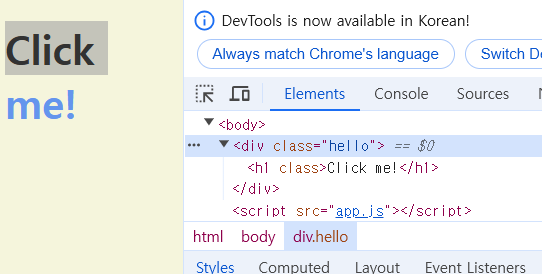 Click
me!
DevTools is now available in Korean!
Always match Chrome's language
Switch D
Elements Console Sources
<body>
<div class="hello"> == $0
<h1 class>Click me!</h1>
</div>
<script src="app.js"></script>
html body div.hello
Styles Computed Layout Event Listeners